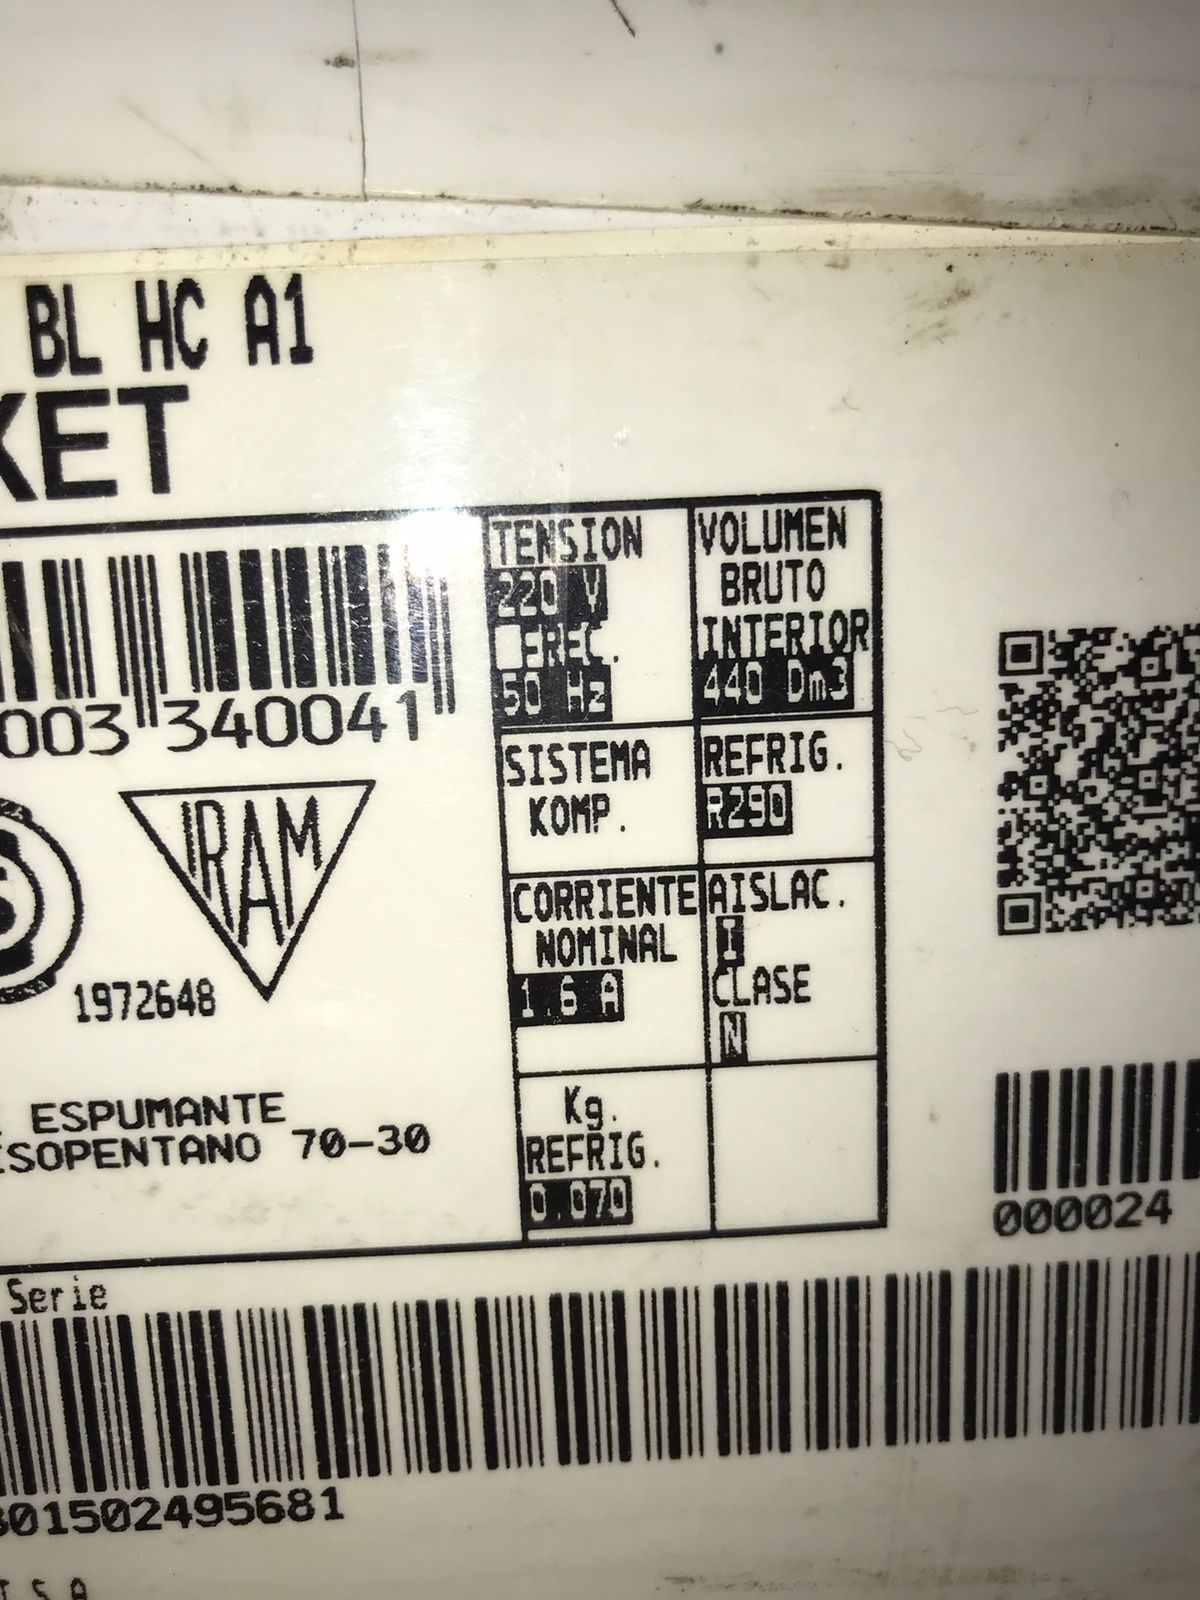 BL HC A1
KET
TENSION
220 V
FREC.
50 Hz
VOLUMEN
BRUTO
INTERIOR
440 Dm3
003 340041
SISTEMA
KOMP.
REFRIG.
R290
IRAM
1972648
CORRIENTE
NOMINAL
1.6 A
AISLAC.
I
CLASE
N
ESPUMANTE
ISOPENTANO 70-30
Kg.
REFRIG.
0.070
000024
Serie
301502495681
S A